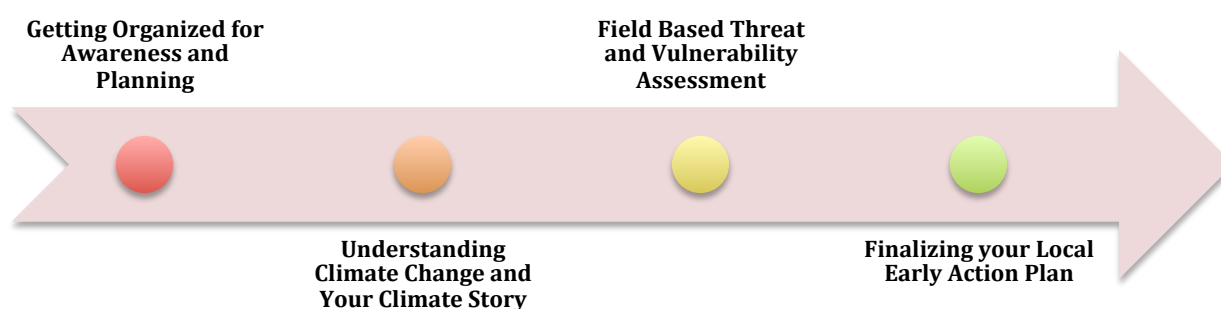 Getting Organized for
Awareness and
Planning
Understanding
Climate Change and
Your Climate Story
Field Based Threat
and Vulnerability
Assessment
Finalizing your Local
Early Action Plan